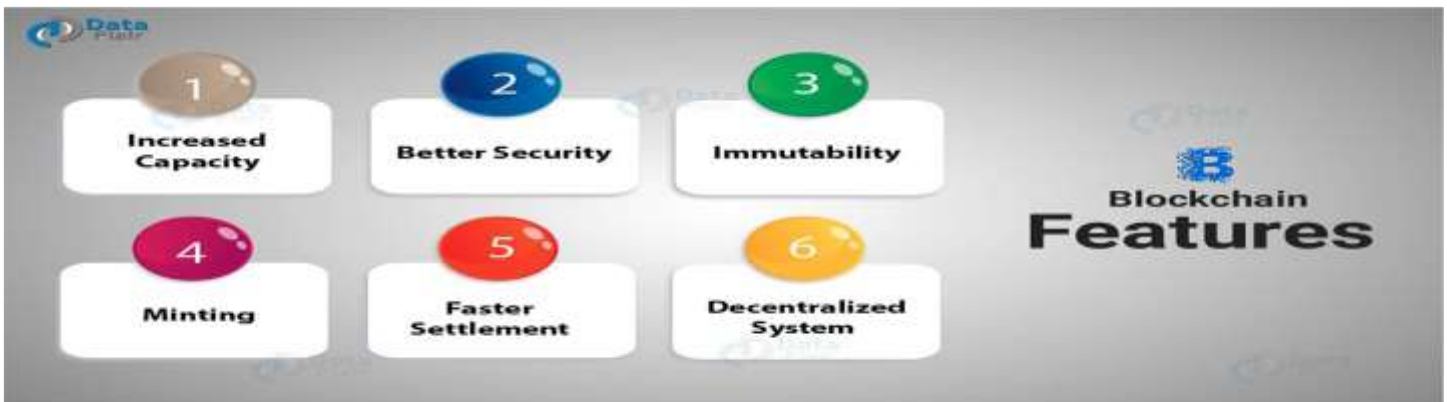 Data
Flair
1
Increased
Capacity
2
Better Security
3
Immutability
4
Minting
5
Faster
Settlement
6
Decentralized
System
Blockchain
Features